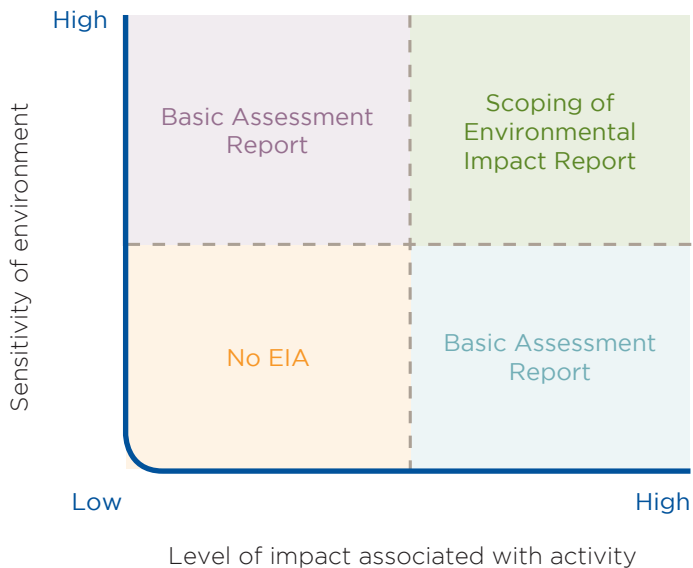 High
Sensitivity of environment
Basic Assessment
Report
Scoping of
Environmental
Impact Report
No EIA
Basic Assessment
Report
Low
High
Level of impact associated with activity